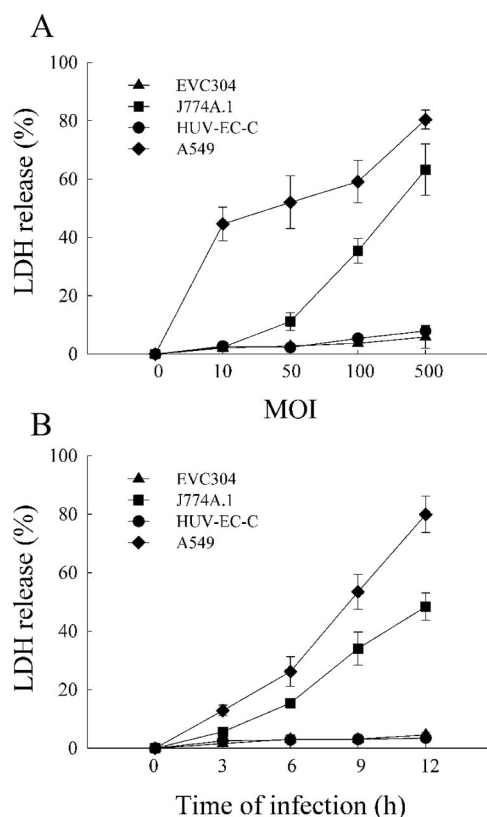 A
EVC304
J774A.1
HUV-EC-C
A549
LDH release (%)
100
80
60
40
20
0
0 10 50 100 500
MOI
B
EVC304
J774A.1
HUV-EC-C
A549
LDH release (%)
100
80
60
40
20
0
0 3 6 9 12
Time of infection (h)